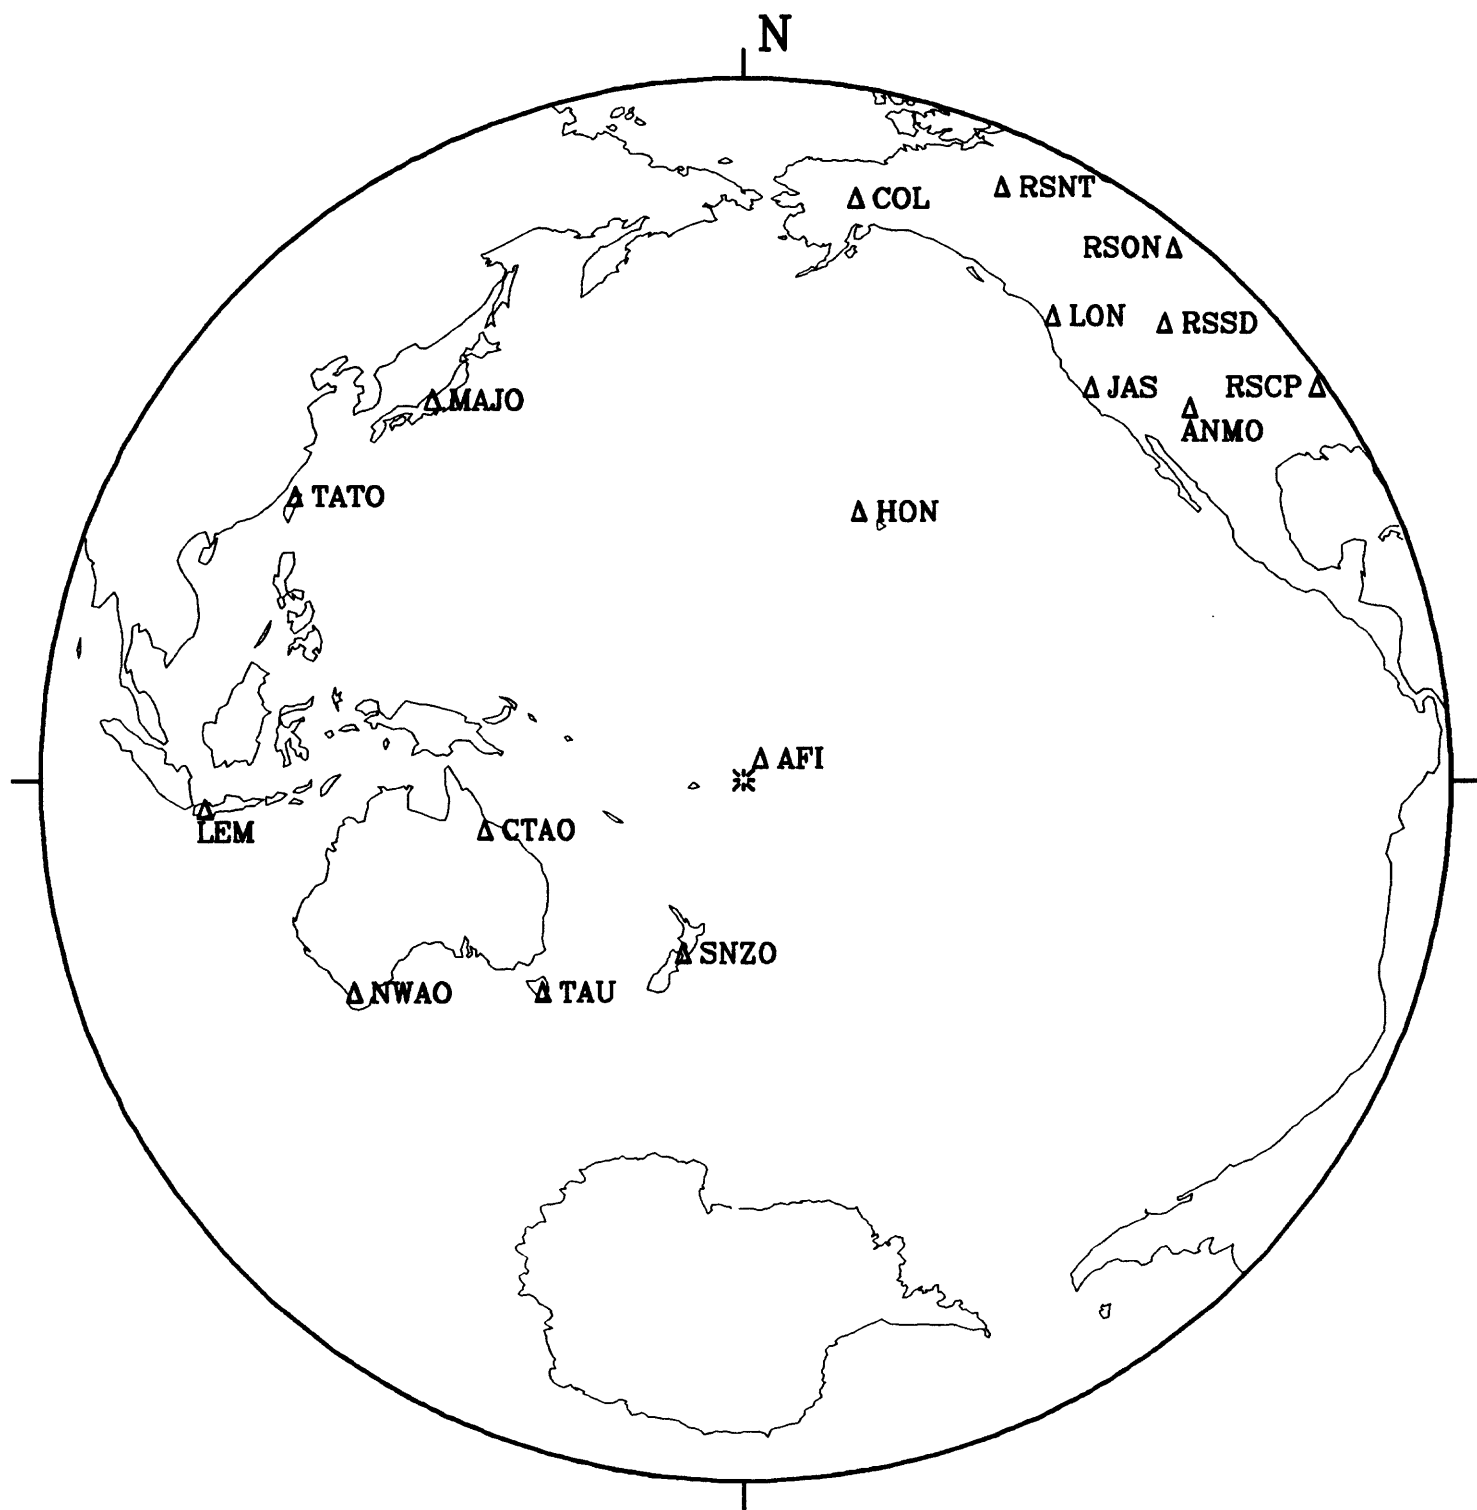 N
RSNT
COL
RSON
LON
RSSD
JAS
RSCP
MAJO
ANMO
TATO
HON
AFI
LEM
CTAO
SNZO
NWAO
TAU